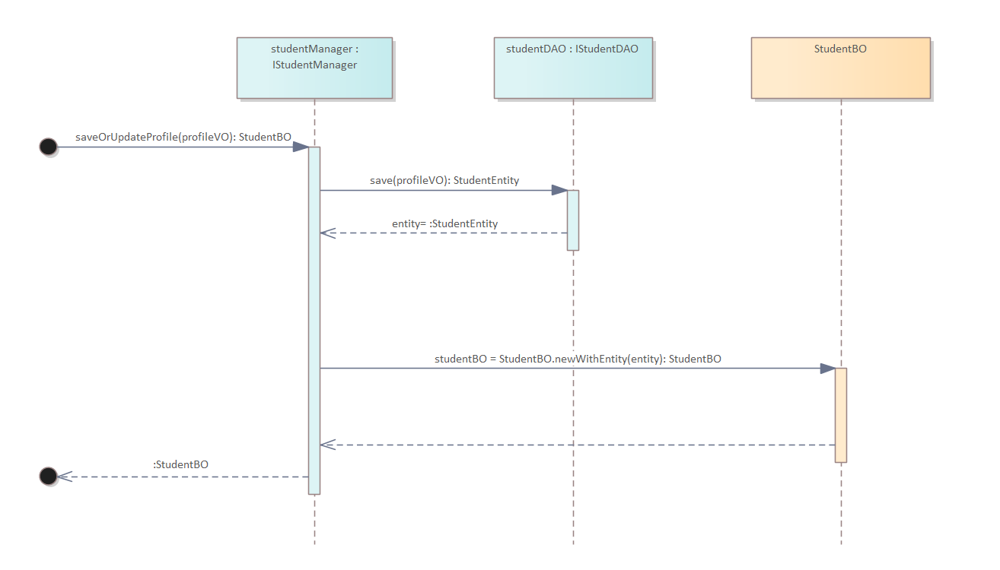 studentManager :
IStudentManager
studentDAO : IStudentDAO
StudentBO
saveOrUpdateProfile(profileVO): StudentBO
save(profileVO): StudentEntity
entity= :StudentEntity
studentBO = StudentBO.newWithEntity(entity): StudentBO
:StudentBO